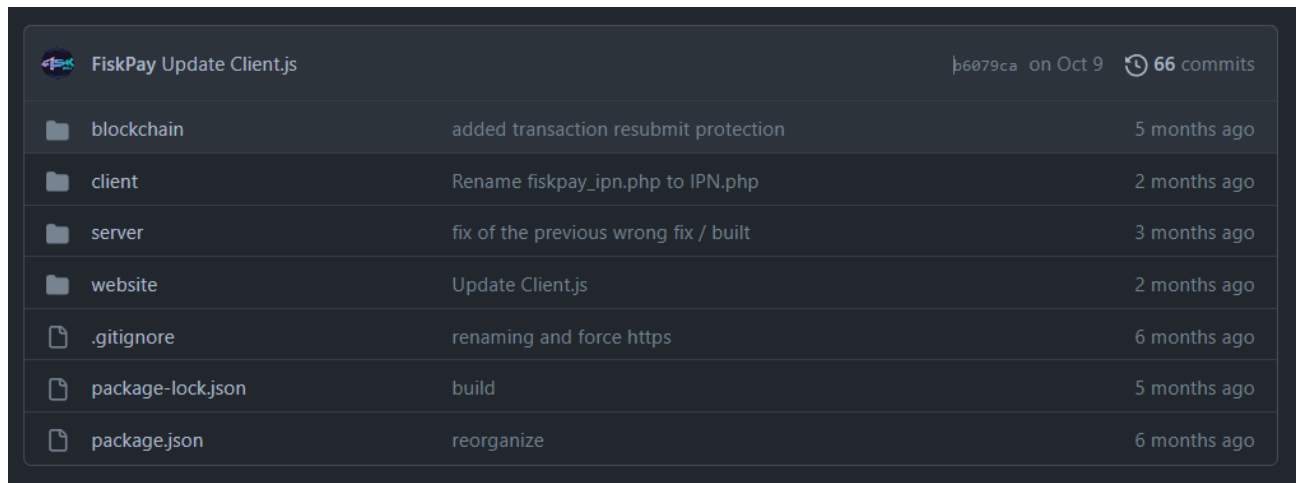 FiskPay Update Client.js b6079ca on Oct 9 66 commits
blockchain added transaction resubmit protection 5 months ago
client Rename fiskpay_ipn.php to IPN.php 2 months ago
server fix of the previous wrong fix / built 3 months ago
website Update Client.js 2 months ago
.gitignore renaming and force https 6 months ago
package-lock.json build 5 months ago
package.json reorganize 6 months ago